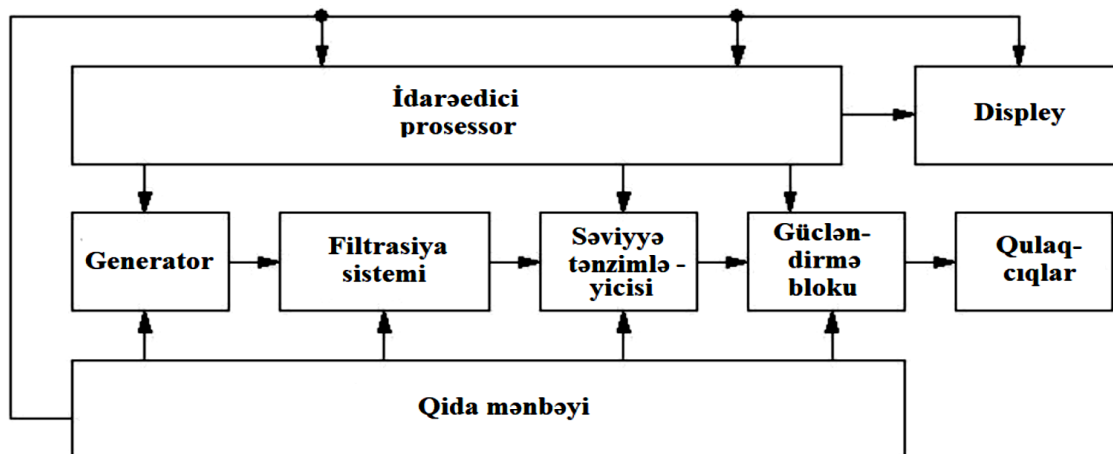 İdarəedici
prosessor
Displey
Generator
Filtrasiya
sistemi
Səviyyə
tənzimlə -
yicisi
Güclən-
dirmə
bloku
Qulaq-
cıqlar
Qida mənbəyi